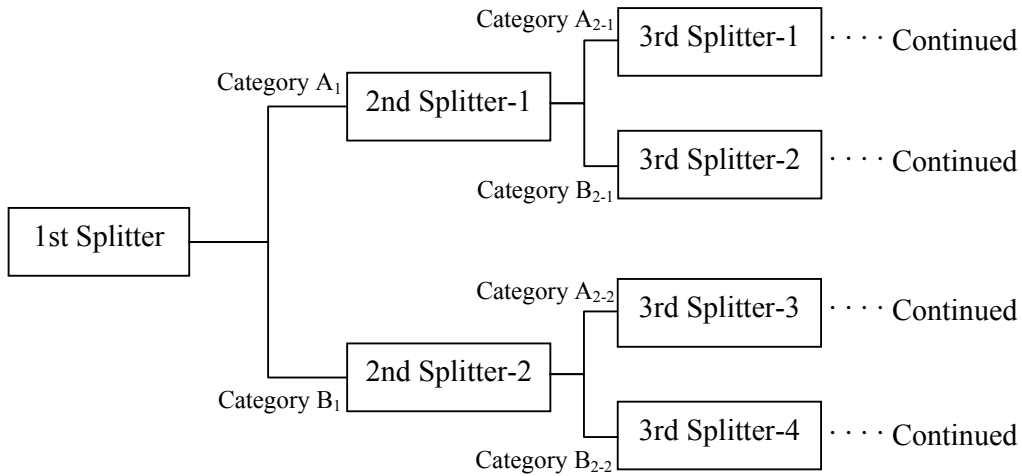 Category A₂₋₁
3rd Splitter-1
· · · · Continued
Category A₁
2nd Splitter-1
3rd Splitter-2
· · · · Continued
Category B₂₋₁
1st Splitter
Category A₂₋₂
3rd Splitter-3
· · · · Continued
2nd Splitter-2
Category B₁
3rd Splitter-4
· · · · Continued
Category B₂₋₂